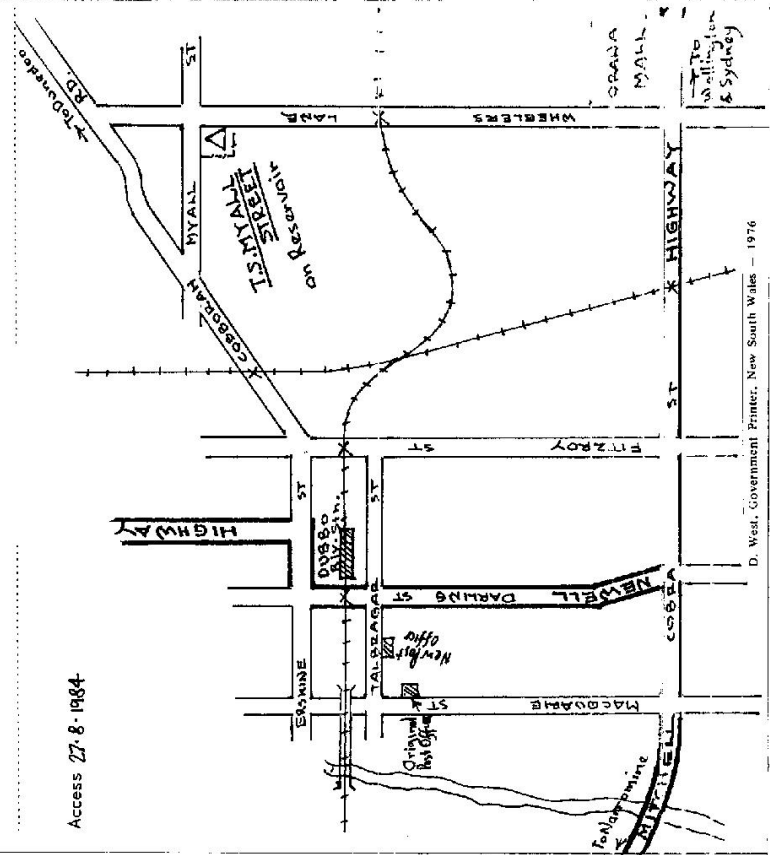 Access 27·8·1984
To Dunedoo
RD.
COBBORAH
MYALL
ST
T.S. MYALL
STREET
on Reservoir
WHEELERS
LANE
ORANA
MALL.
To
Wellington
& Sydney
MITCHELL
HIGHWAY
COBRA
ST
FITZROY
ST
HIGHWAY
DUBBO
Rly. Stn.
ERSKINE
ST
TALBRAGAR
ST
NEWELL
DARLING
ST
New Post
Office
Original
Post Office
MACQUARIE
ST
To Narromine
D. West, Government Printer, New South Wales — 1976